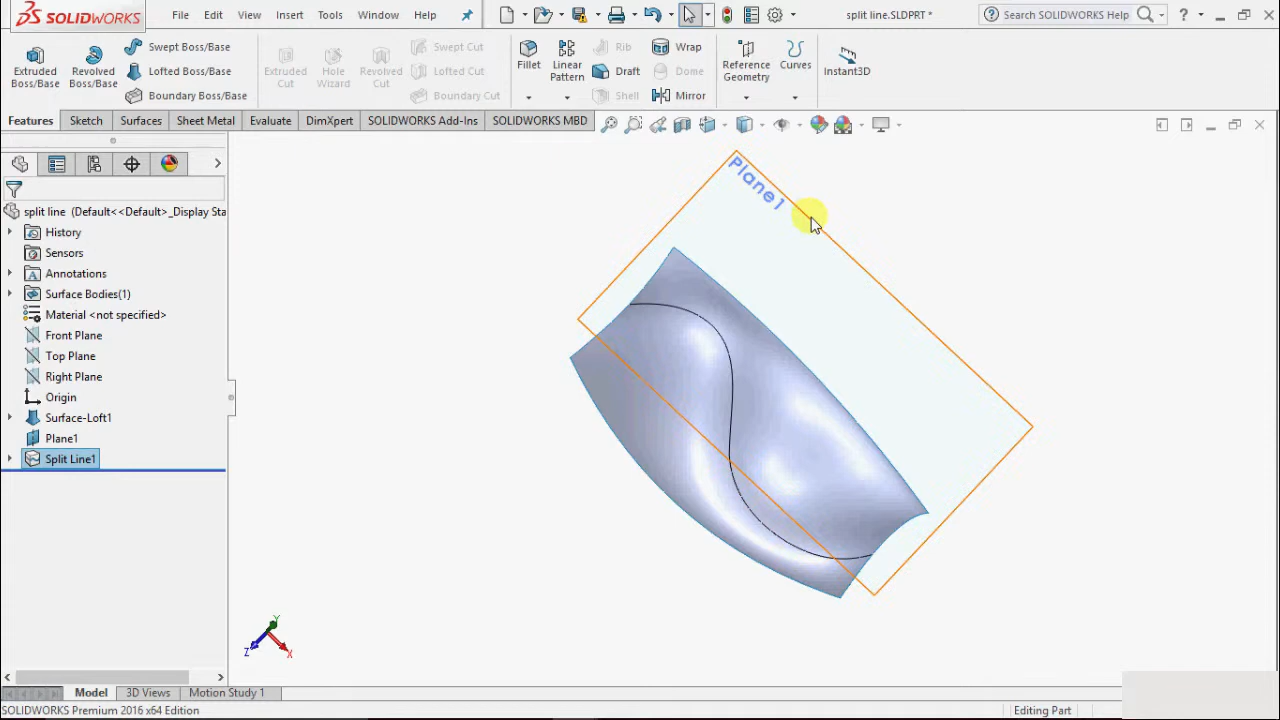 SOLIDWORKS
File Edit View Insert Tools Window Help
split line.SLDPRT *
Search SOLIDWORKS Help
?
Extruded Boss/Base
Revolved Boss/Base
Swept Boss/Base
Lofted Boss/Base
Boundary Boss/Base
Extruded Cut
Hole Wizard
Revolved Cut
Swept Cut
Lofted Cut
Boundary Cut
Fillet
Linear Pattern
Rib
Draft
Shell
Wrap
Dome
Mirror
Reference Geometry
Curves
Instant3D
Features Sketch Surfaces Sheet Metal Evaluate DimXpert SOLIDWORKS Add-Ins SOLIDWORKS MBD
split line (Default<<Default>_Display Sta
History
Sensors
Annotations
Surface Bodies(1)
Material <not specified>
Front Plane
Top Plane
Right Plane
Origin
Surface-Loft1
Plane1
Split Line1
Plane1
Y
Z
X
Model 3D Views Motion Study 1
SOLIDWORKS Premium 2016 x64 Edition
Editing Part